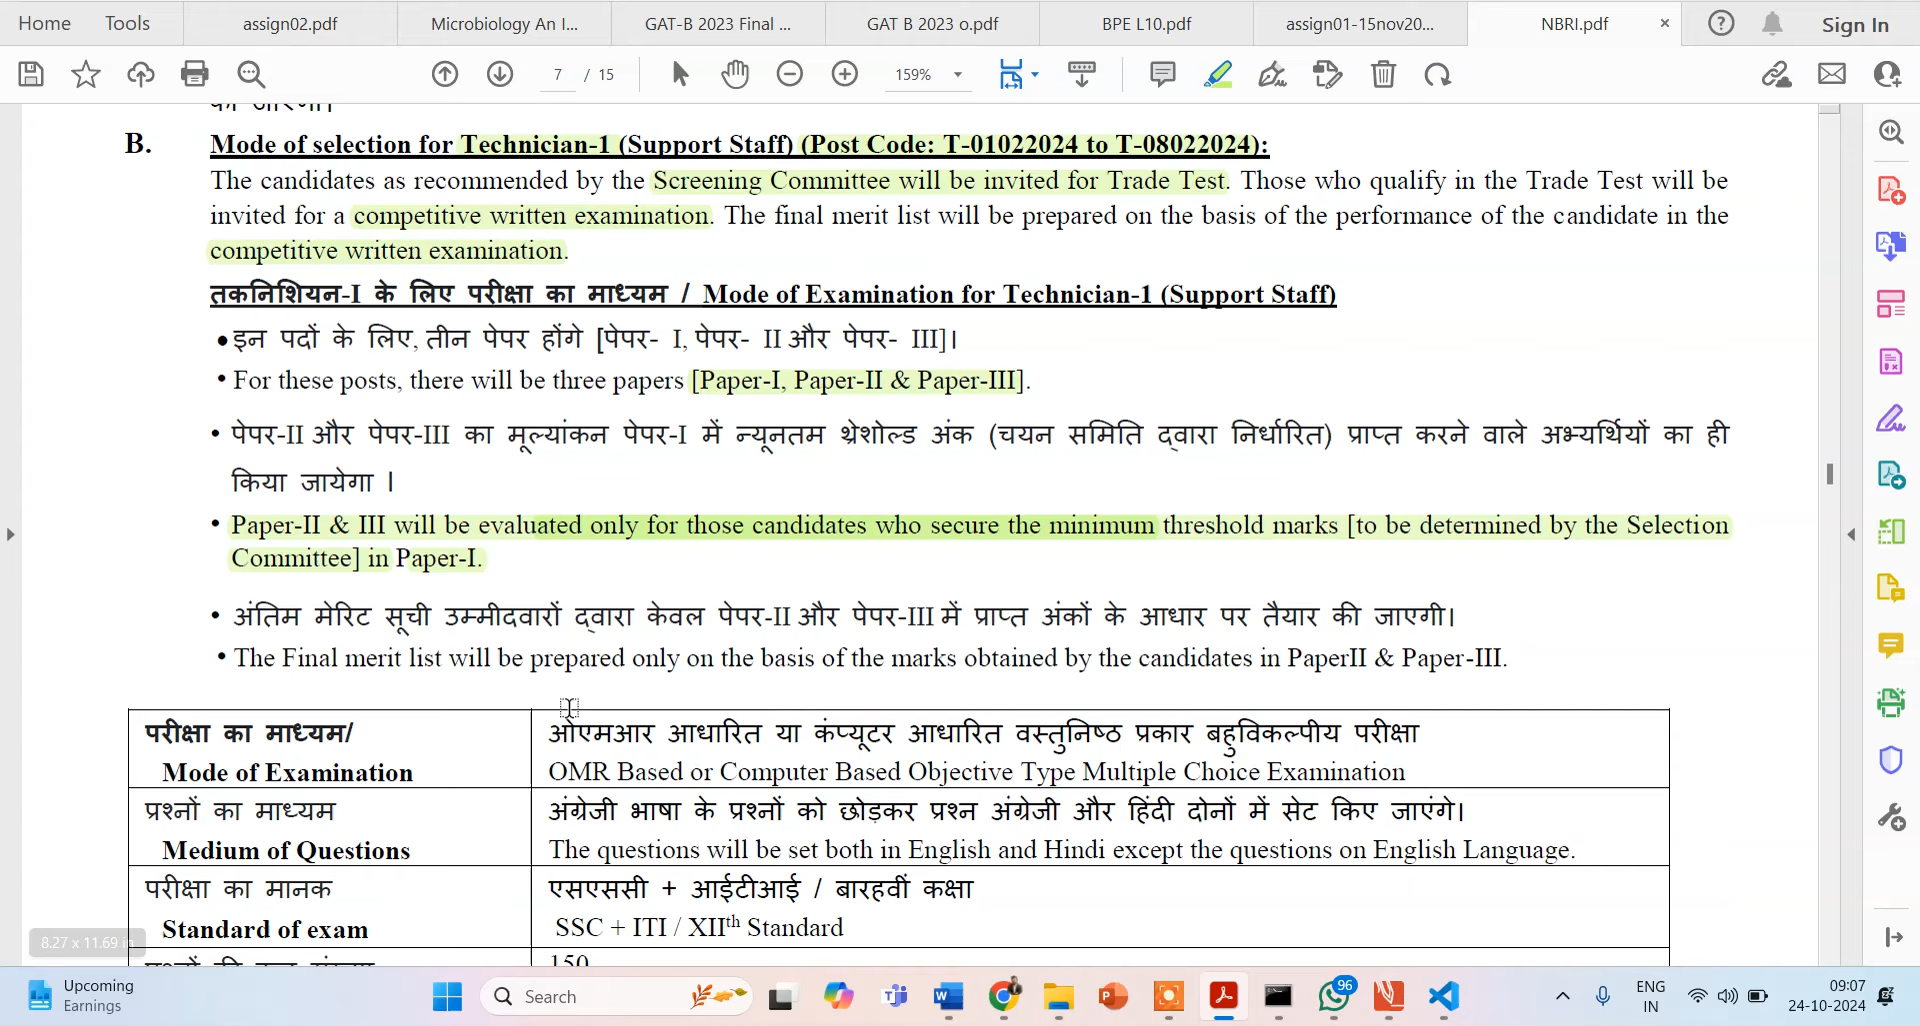 Home Tools assign02.pdf Microbiology An I... GAT-B 2023 Final ... GAT B 2023 o.pdf BPE L10.pdf assign01-15nov20... NBRI.pdf × Sign In
7 / 15 159%
B. Mode of selection for Technician-1 (Support Staff) (Post Code: T-01022024 to T-08022024):
The candidates as recommended by the Screening Committee will be invited for Trade Test. Those who qualify in the Trade Test will be
invited for a competitive written examination. The final merit list will be prepared on the basis of the performance of the candidate in the
competitive written examination.
तकनिशियन-I के लिए परीक्षा का माध्यम / Mode of Examination for Technician-1 (Support Staff)
• इन पदों के लिए, तीन पेपर होंगे [पेपर- I, पेपर- II और पेपर- III]।
• For these posts, there will be three papers [Paper-I, Paper-II & Paper-III].
• पेपर-II और पेपर-III का मूल्यांकन पेपर-I में न्यूनतम थ्रेशोल्ड अंक (चयन समिति द्वारा निर्धारित) प्राप्त करने वाले अभ्यर्थियों का ही
किया जायेगा ।
• Paper-II & III will be evaluated only for those candidates who secure the minimum threshold marks [to be determined by the Selection
Committee] in Paper-I.
• अंतिम मेरिट सूची उम्मीदवारों द्वारा केवल पेपर-II और पेपर-III में प्राप्त अंकों के आधार पर तैयार की जाएगी।
• The Final merit list will be prepared only on the basis of the marks obtained by the candidates in PaperII & Paper-III.
परीक्षा का माध्यम/ ओएमआर आधारित या कंप्यूटर आधारित वस्तुनिष्ठ प्रकार बहुविकल्पीय परीक्षा
Mode of Examination OMR Based or Computer Based Objective Type Multiple Choice Examination
प्रश्नों का माध्यम अंग्रेजी भाषा के प्रश्नों को छोड़कर प्रश्न अंग्रेजी और हिंदी दोनों में सेट किए जाएंगे।
Medium of Questions The questions will be set both in English and Hindi except the questions on English Language.
परीक्षा का मानक एसएससी + आईटीआई / बारहवीं कक्षा
Standard of exam SSC + ITI / XIIth Standard
150
8.27 x 11.69 in
Upcoming
Earnings
Search
96
ENG
IN
09:07
24-10-2024